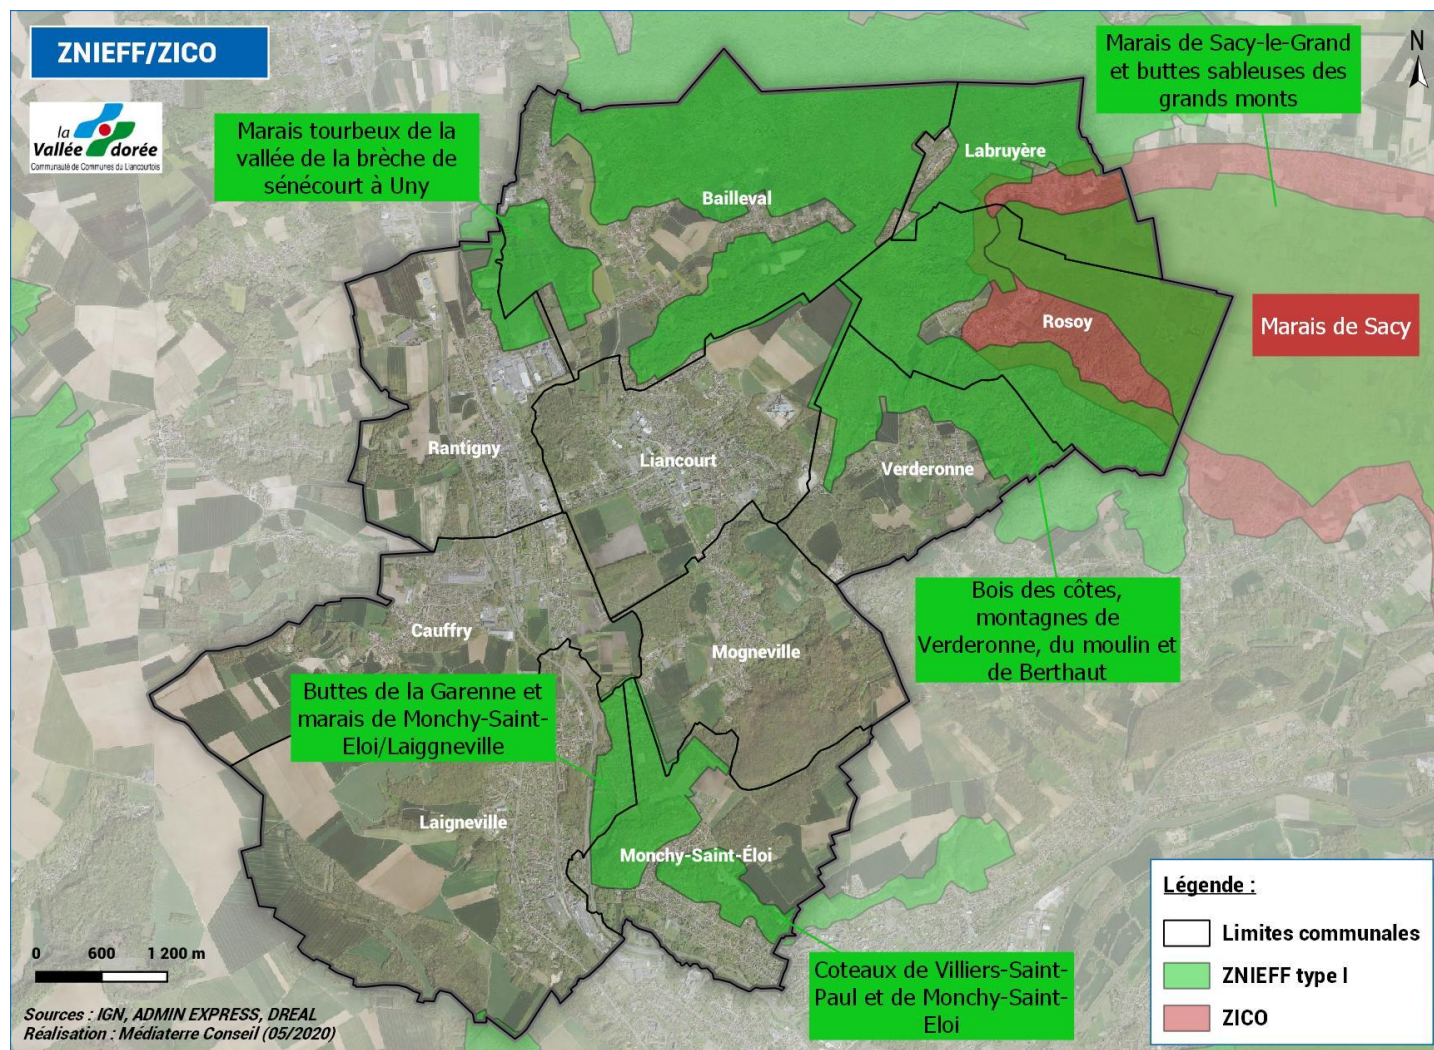 ZNIEFF/ZICO
la
Vallée dorée
Communauté de Communes du Liancourtois
Marais tourbeux de la
vallée de la brèche de
sénécourt à Uny
Marais de Sacy-le-Grand
et buttes sableuses des
grands monts
N
Labruyère
Bailleval
Rosoy
Marais de Sacy
Rantigny
Liancourt
Verderonne
Bois des côtes,
montagnes de
Verderonne, du moulin et
de Berthaut
Cauffry
Mogneville
Buttes de la Garenne et
marais de Monchy-Saint-
Eloi/Laiggneville
Laigneville
Monchy-Saint-Éloi
Coteaux de Villiers-Saint-
Paul et de Monchy-Saint-
Eloi
Légende :
Limites communales
ZNIEFF type I
ZICO
0 600 1 200 m
Sources : IGN, ADMIN EXPRESS, DREAL
Réalisation : Médiaterre Conseil (05/2020)